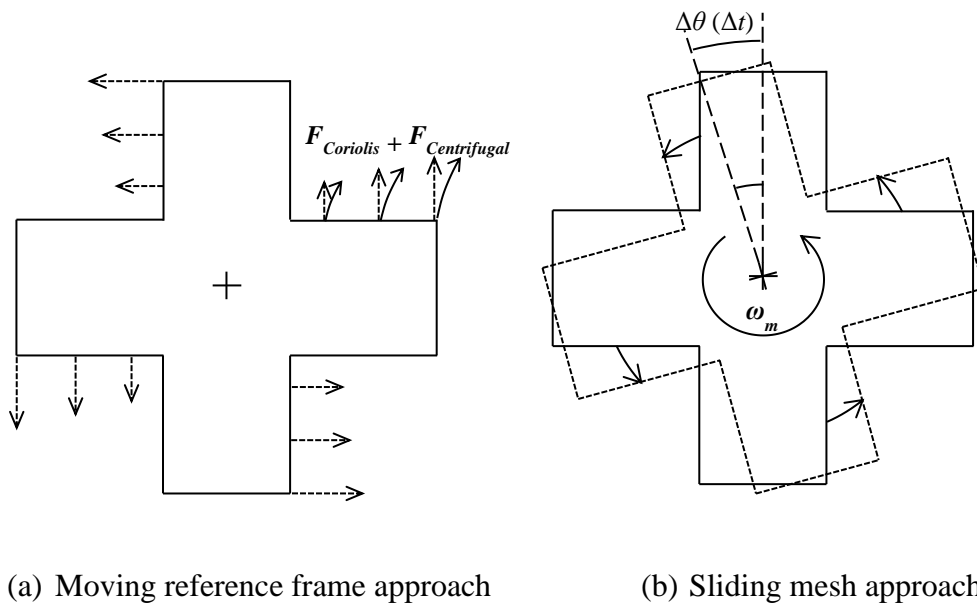 Δθ (Δt)
F_Coriolis + F_Centrifugal
ω_m
(a) Moving reference frame approach
(b) Sliding mesh approach